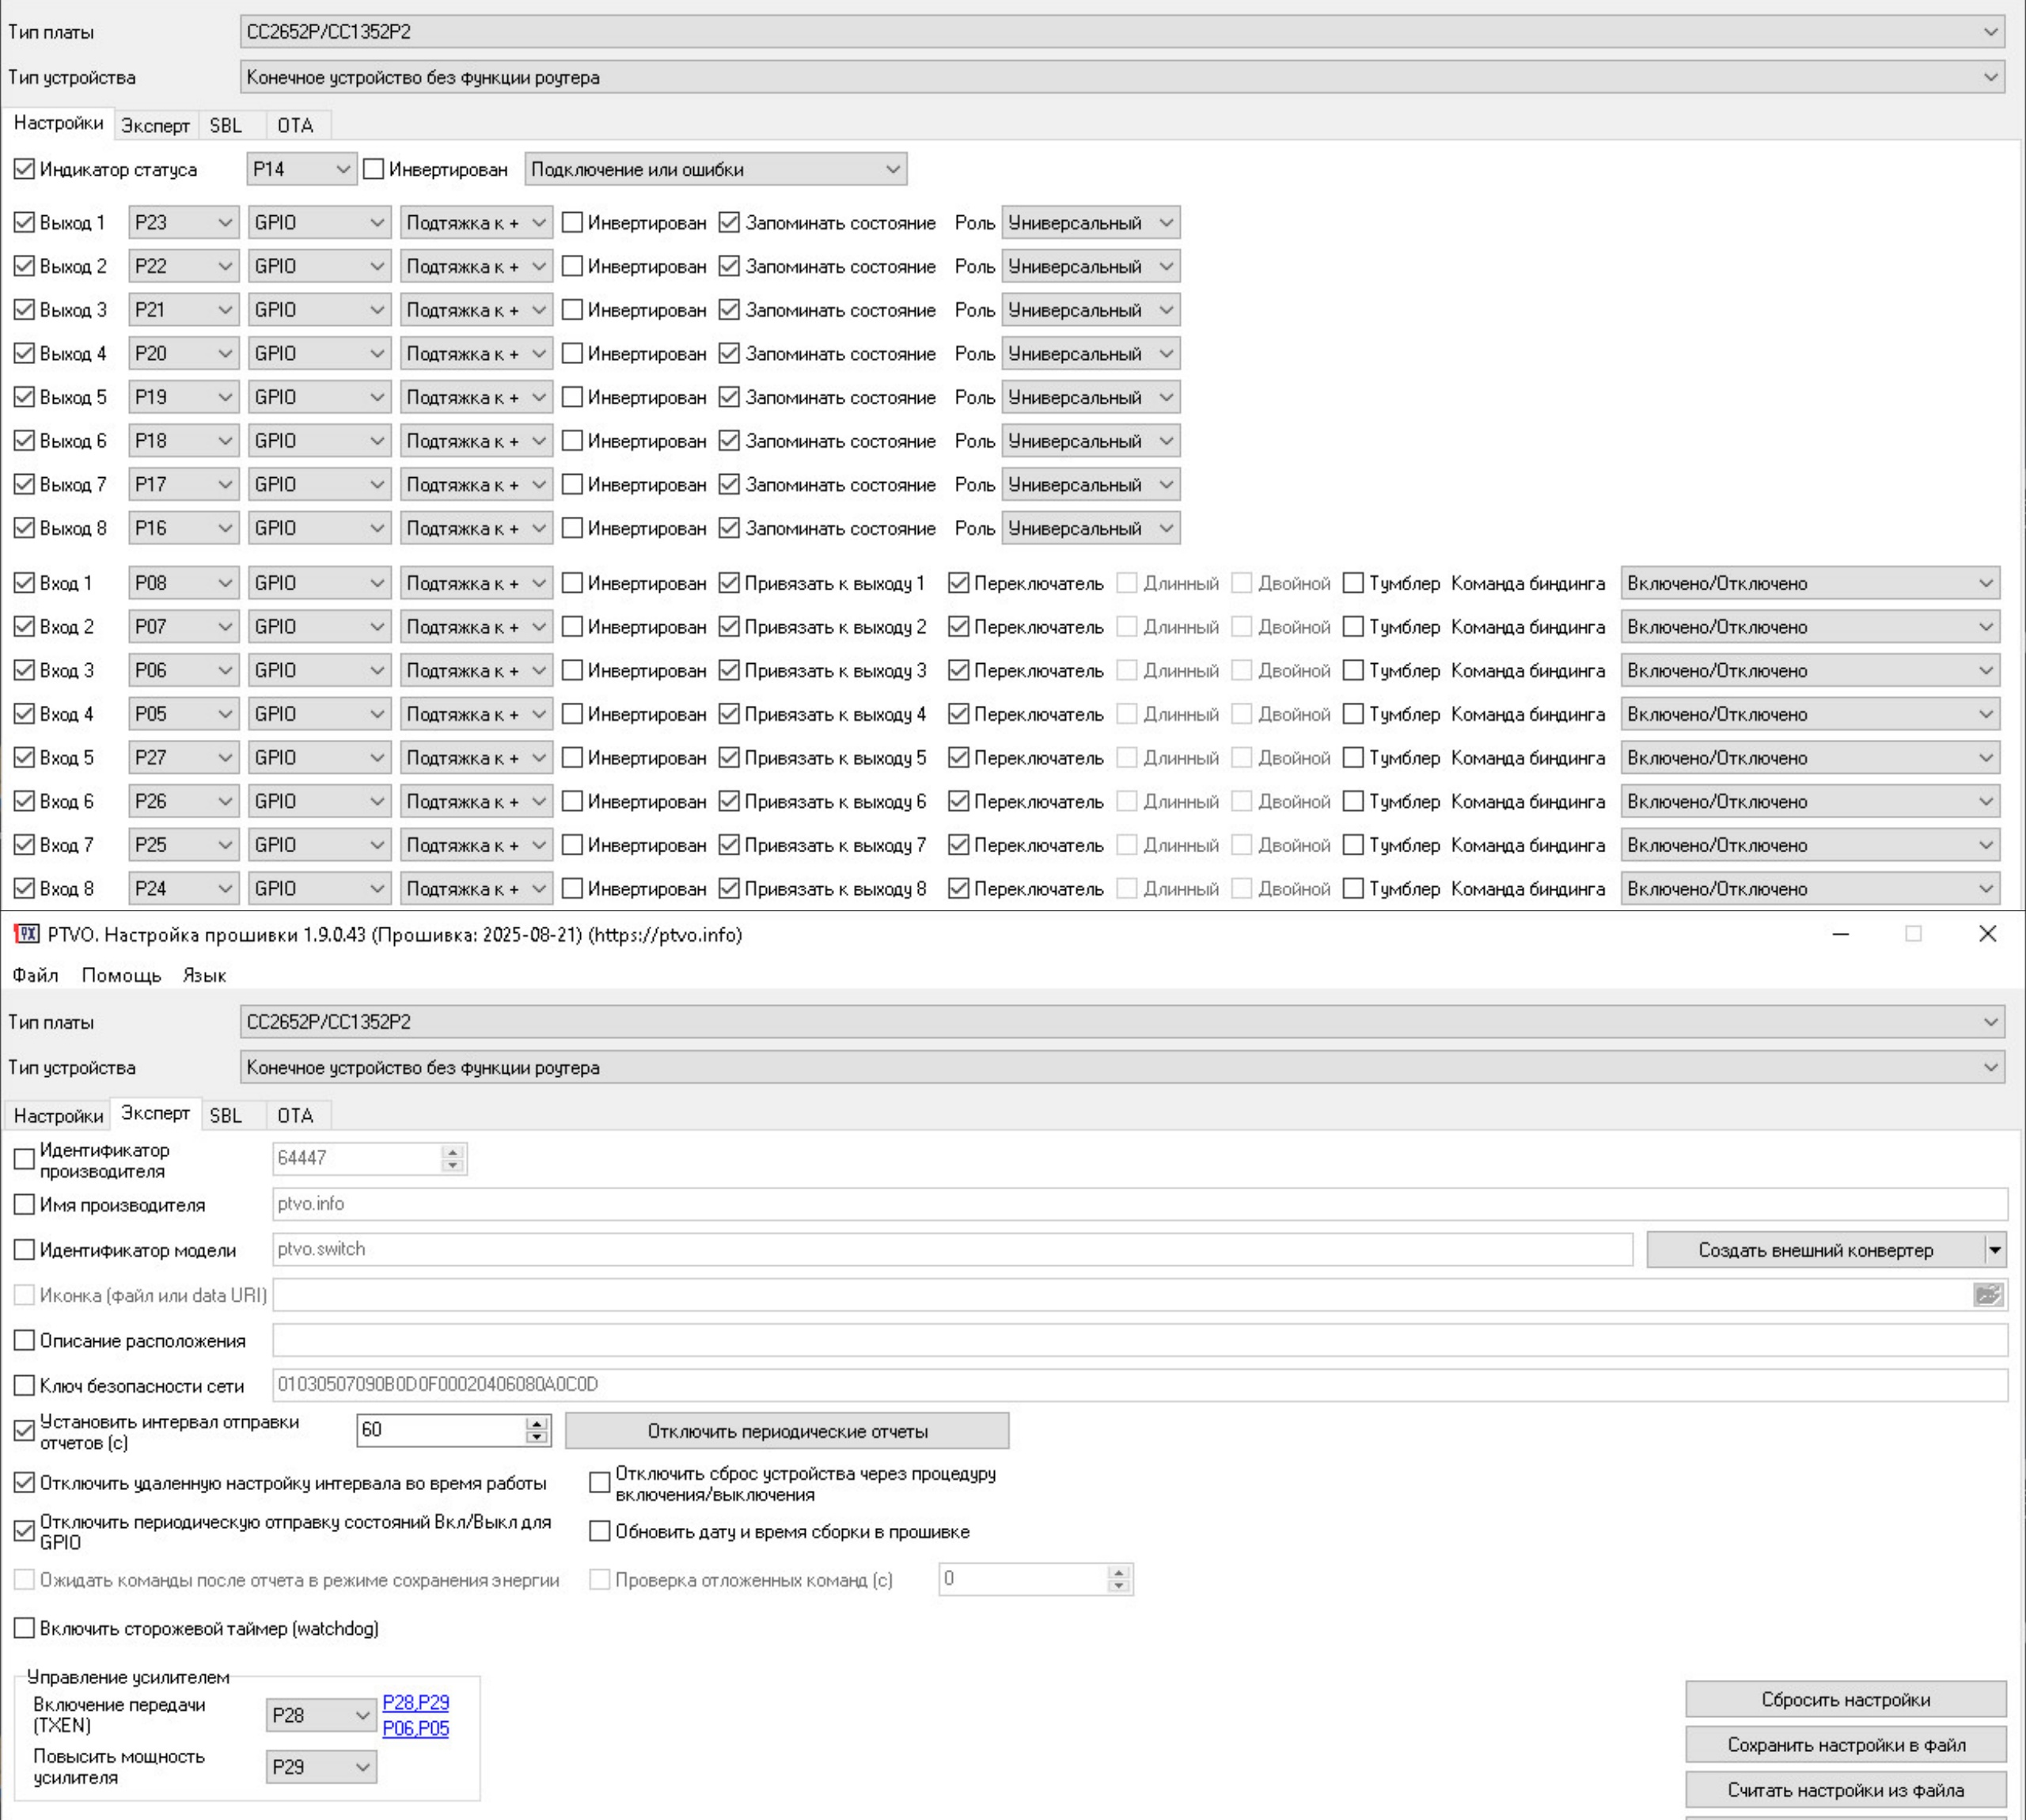 Тип платы CC2652P/CC1352P2
Тип устройства Конечное устройство без функции роутера
Настройки Эксперт SBL OTA
Индикатор статуса P14 Инвертирован Подключение или ошибки
Выход 1 P23 GPIO Подтяжка к + Инвертирован Запоминать состояние Роль Универсальный
Выход 2 P22 GPIO Подтяжка к + Инвертирован Запоминать состояние Роль Универсальный
Выход 3 P21 GPIO Подтяжка к + Инвертирован Запоминать состояние Роль Универсальный
Выход 4 P20 GPIO Подтяжка к + Инвертирован Запоминать состояние Роль Универсальный
Выход 5 P19 GPIO Подтяжка к + Инвертирован Запоминать состояние Роль Универсальный
Выход 6 P18 GPIO Подтяжка к + Инвертирован Запоминать состояние Роль Универсальный
Выход 7 P17 GPIO Подтяжка к + Инвертирован Запоминать состояние Роль Универсальный
Выход 8 P16 GPIO Подтяжка к + Инвертирован Запоминать состояние Роль Универсальный
Вход 1 P08 GPIO Подтяжка к + Инвертирован Привязать к выходу 1 Переключатель Длинный Двойной Тумблер Команда биндинга Включено/Отключено
Вход 2 P07 GPIO Подтяжка к + Инвертирован Привязать к выходу 2 Переключатель Длинный Двойной Тумблер Команда биндинга Включено/Отключено
Вход 3 P06 GPIO Подтяжка к + Инвертирован Привязать к выходу 3 Переключатель Длинный Двойной Тумблер Команда биндинга Включено/Отключено
Вход 4 P05 GPIO Подтяжка к + Инвертирован Привязать к выходу 4 Переключатель Длинный Двойной Тумблер Команда биндинга Включено/Отключено
Вход 5 P27 GPIO Подтяжка к + Инвертирован Привязать к выходу 5 Переключатель Длинный Двойной Тумблер Команда биндинга Включено/Отключено
Вход 6 P26 GPIO Подтяжка к + Инвертирован Привязать к выходу 6 Переключатель Длинный Двойной Тумблер Команда биндинга Включено/Отключено
Вход 7 P25 GPIO Подтяжка к + Инвертирован Привязать к выходу 7 Переключатель Длинный Двойной Тумблер Команда биндинга Включено/Отключено
Вход 8 P24 GPIO Подтяжка к + Инвертирован Привязать к выходу 8 Переключатель Длинный Двойной Тумблер Команда биндинга Включено/Отключено
PTVO. Настройка прошивки 1.9.0.43 (Прошивка: 2025-08-21) (https://ptvo.info)
Файл Помощь Язык
Тип платы CC2652P/CC1352P2
Тип устройства Конечное устройство без функции роутера
Настройки Эксперт SBL OTA
Идентификатор
производителя 64447
Имя производителя ptvo.info
Идентификатор модели ptvo.switch Создать внешний конвертер
Иконка (файл или data URI)
Описание расположения
Ключ безопасности сети 01030507090B0D0F00020406080A0C0D
Установить интервал отправки
отчетов (с) 60 Отключить периодические отчеты
Отключить удаленную настройку интервала во время работы
Отключить сброс устройства через процедуру
включения/выключения
Отключить периодическую отправку состояний Вкл/Выкл для
GPIO
Обновить дату и время сборки в прошивке
Ожидать команды после отчета в режиме сохранения энергии Проверка отложенных команд (с) 0
Включить сторожевой таймер (watchdog)
Управление усилителем
Включение передачи
(TXEN) P28
P28,P29
P06,P05
Повысить мощность
усилителя P29
Сбросить настройки
Сохранить настройки в файл
Считать настройки из файла